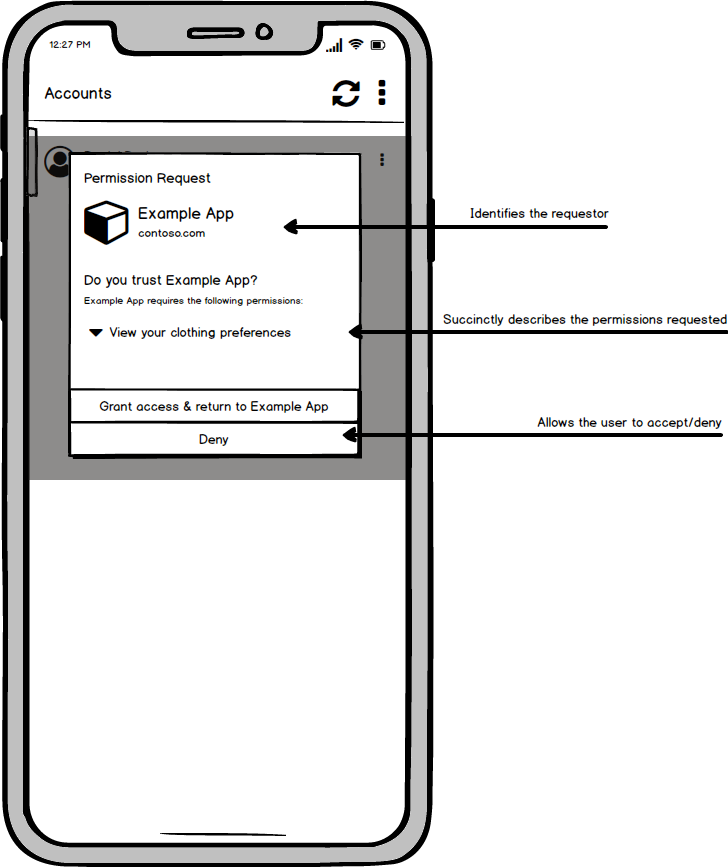 12:27 PM
Accounts
Permission Request
Example App
contoso.com
Identifies the requestor
Do you trust Example App?
Example App requires the following permissions:
View your clothing preferences
Succinctly describes the permissions requested
Grant access & return to Example App
Allows the user to accept/deny
Deny